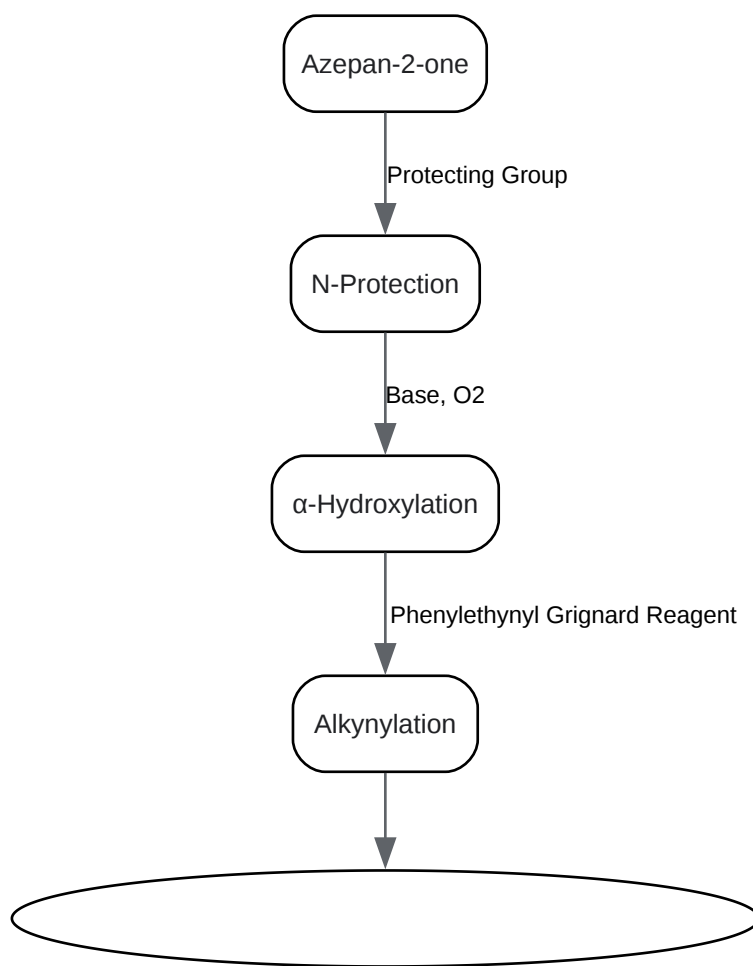 Azepan-2-one
Protecting Group
N-Protection
Base, O2
α-Hydroxylation
Phenylethynyl Grignard Reagent
Alkynylation